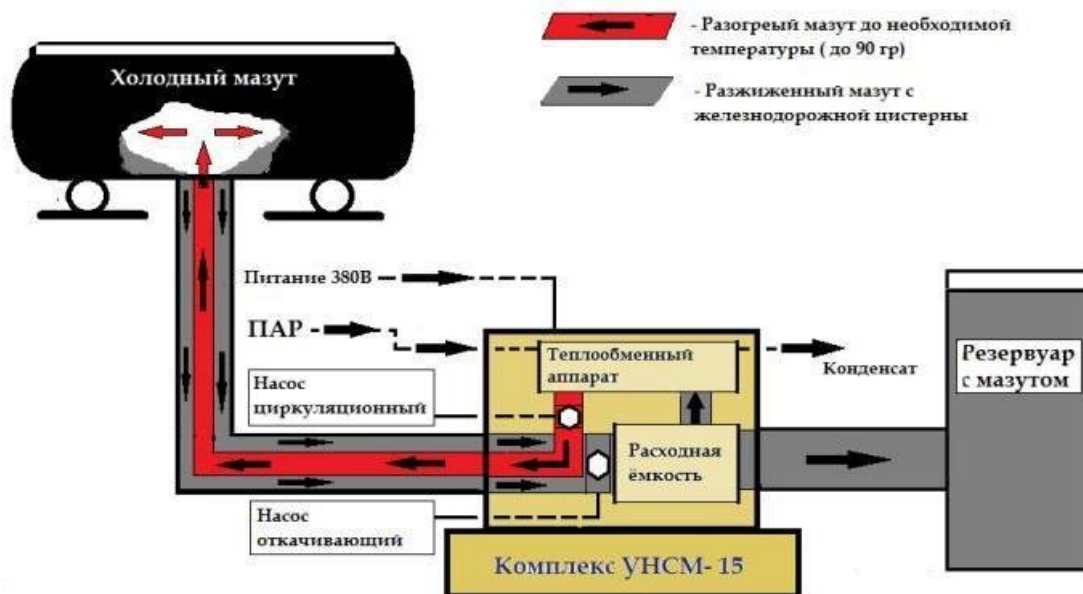 - Разогреый мазут до необходимой
температуры ( до 90 гр)
Холодный мазут
- Разжиженный мазут с
железнодорожной цистерны
Питание 380В
ПАР
Теплообменный
аппарат
Конденсат
Резервуар
с мазутом
Насос
циркуляционный
Расходная
ёмкость
Насос
откачивающий
Комплекс УНСМ- 15